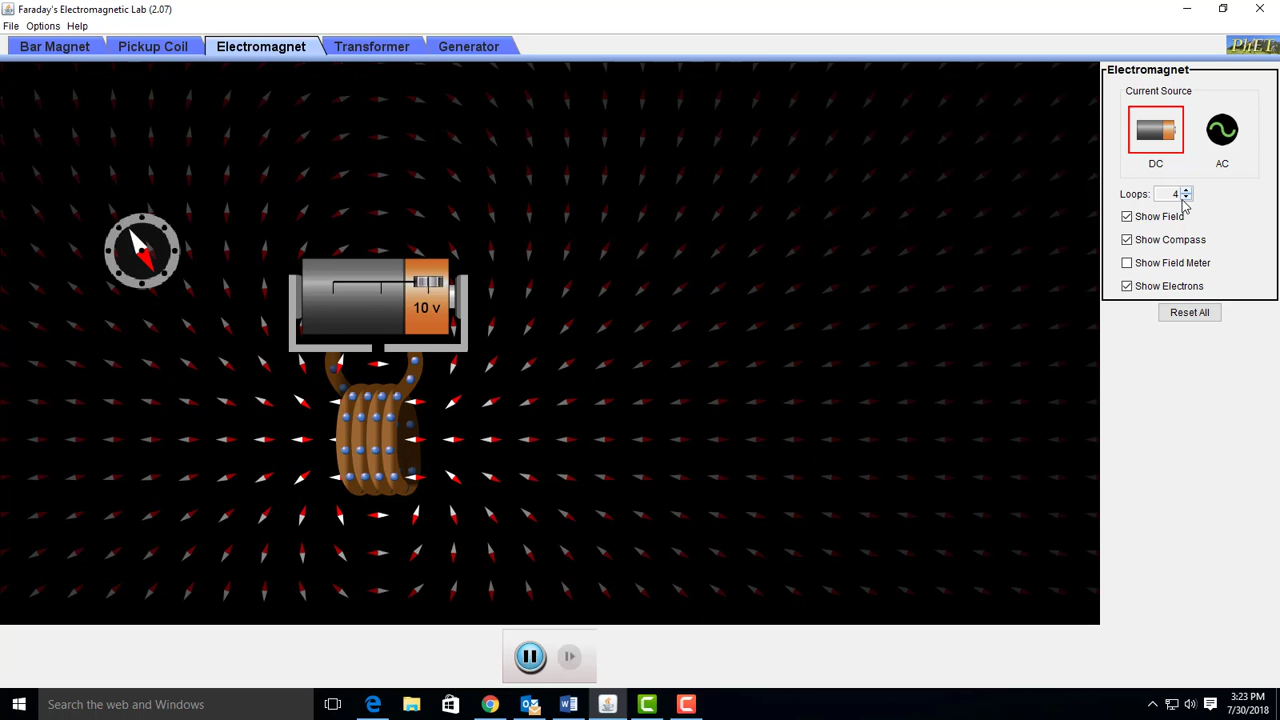 Faraday's Electromagnetic Lab (2.07)
File Options Help
Bar Magnet Pickup Coil Electromagnet Transformer Generator
PhET
Electromagnet
Current Source
DC AC
Loops: 4
Show Field
Show Compass
Show Field Meter
Show Electrons
Reset All
10 v
Search the web and Windows
3:23 PM
7/30/2018